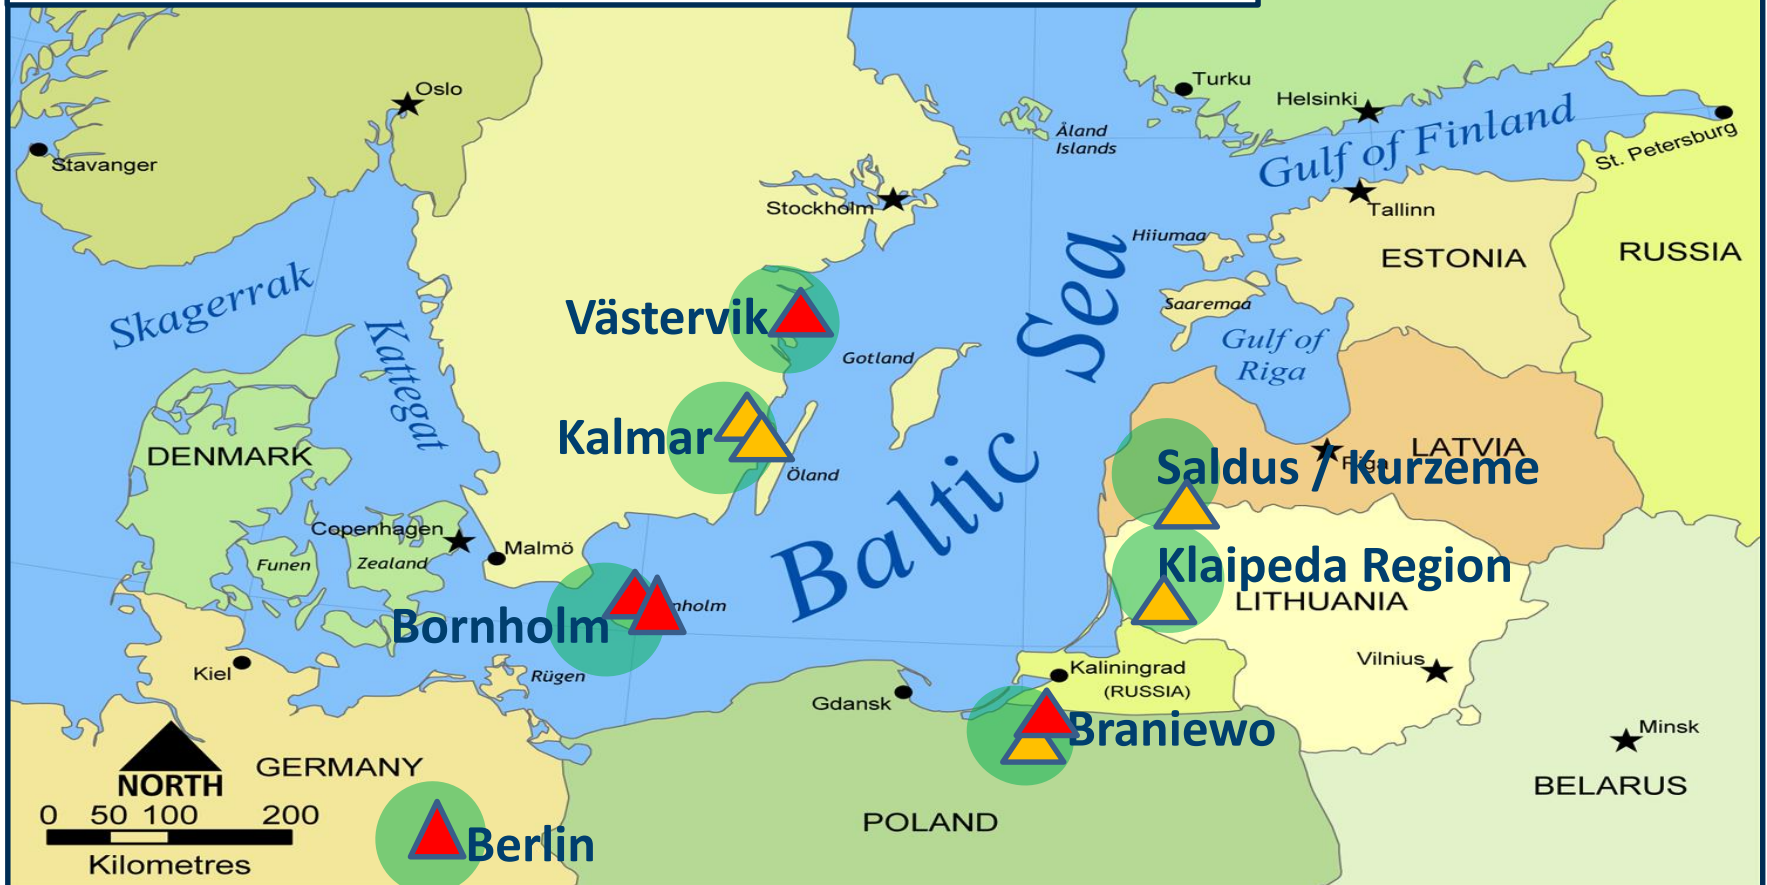 Oslo
Stavanger
Turku
Helsinki
Åland
Islands
Gulf of Finland
St. Petersburg
Stockholm
Tallinn
Hiiumaa
ESTONIA
RUSSIA
Skagerrak
Kattegat
Västervik
Gotland
Baltic Sea
Saaremaa
Gulf of
Riga
Kalmar
Öland
DENMARK
LATVIA
Riga
Saldus / Kurzeme
Copenhagen
Malmö
Funen
Zealand
Klaipeda Region
LITHUANIA
Bornholm
nholm
Kiel
Rügen
Gdansk
Kaliningrad
(RUSSIA)
Vilnius
Braniewo
Minsk
BELARUS
NORTH
GERMANY
0 50 100 200
Kilometres
Berlin
POLAND